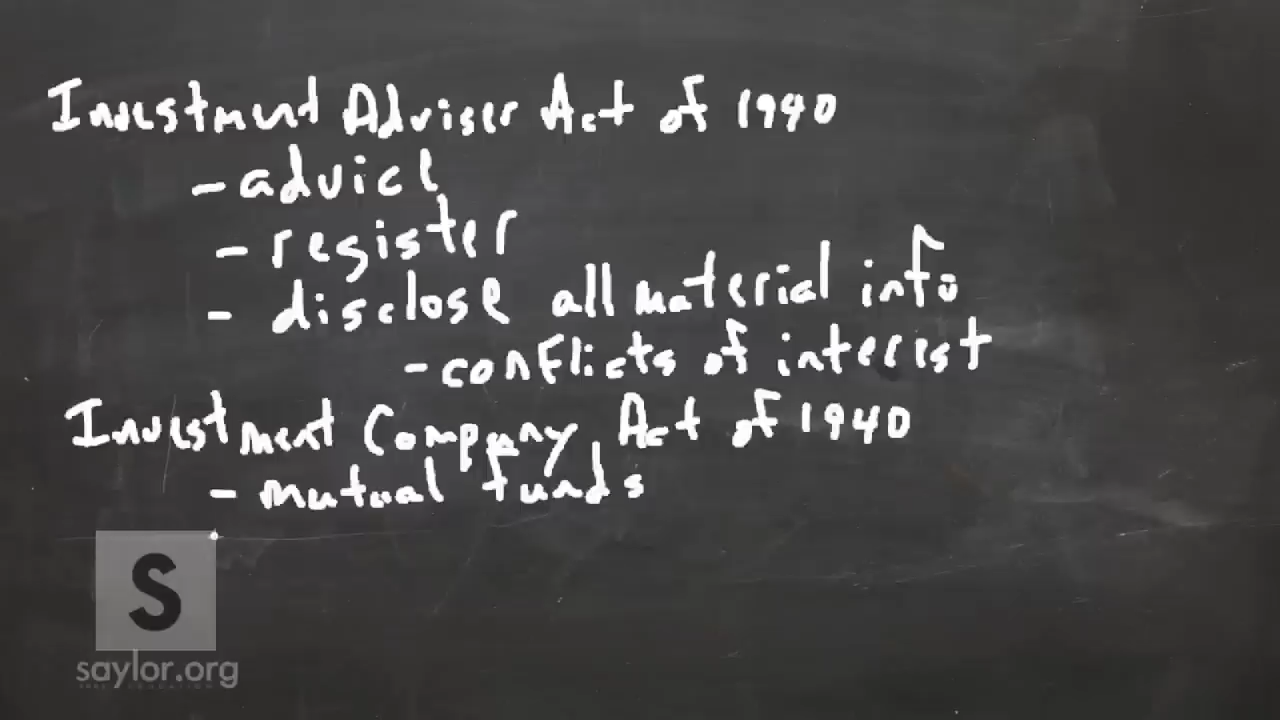 Investment Adviser Act of 1940
- advice
- register
- disclose all material info
- conflicts of interest
Investment Company Act of 1940
- mutual funds
S
saylor.org